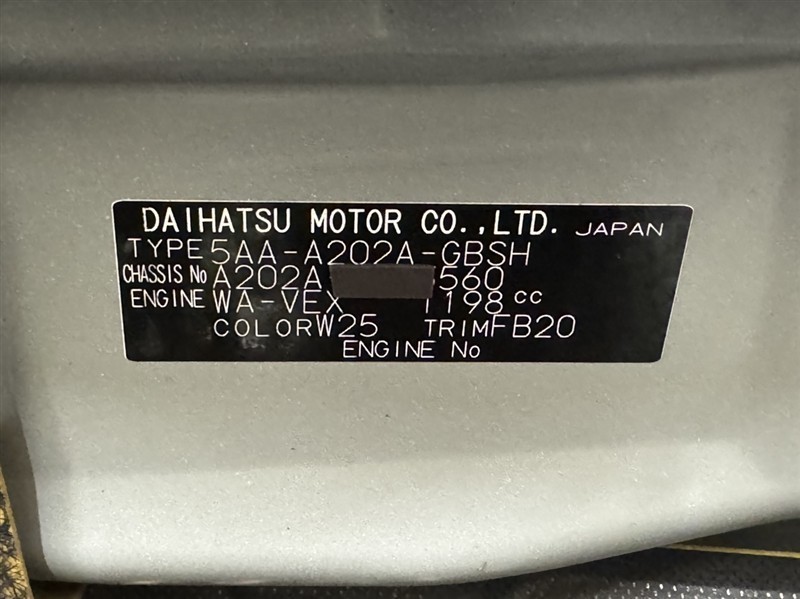 DAIHATSU MOTOR CO.,LTD. JAPAN
TYPE 5AA-A202A-GBSH
CHASSIS No A202A 560
ENGINE WA-VEX 1198 cc
COLOR W25 TRIM FB20
ENGINE No